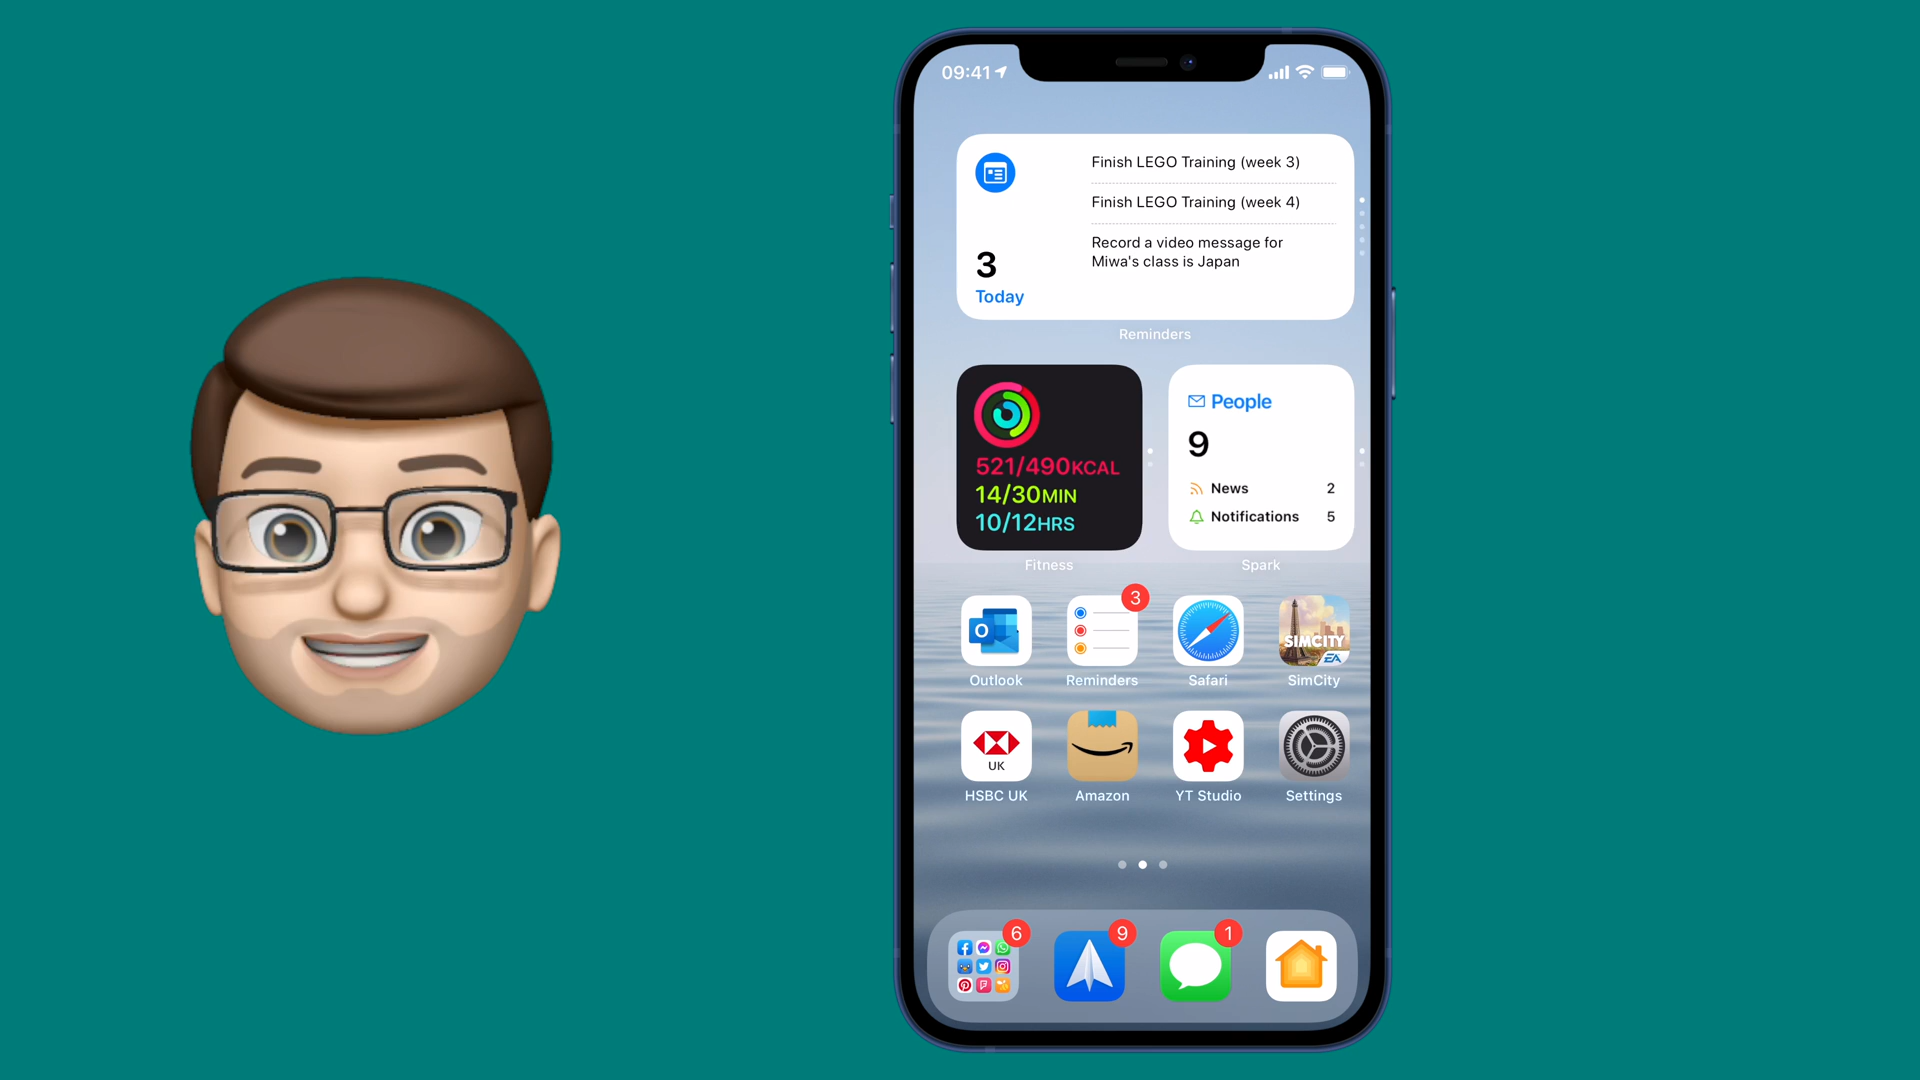 09:41
Finish LEGO Training (week 3)
Finish LEGO Training (week 4)
Record a video message for
Miwa's class is Japan
3
Today
Reminders
521/490KCAL
14/30MIN
10/12HRS
Fitness
People
9
News 2
Notifications 5
Spark
O
3
SIMCITY
EA
Outlook
Reminders
Safari
SimCity
UK
HSBC UK
Amazon
YT Studio
Settings
6
9
1